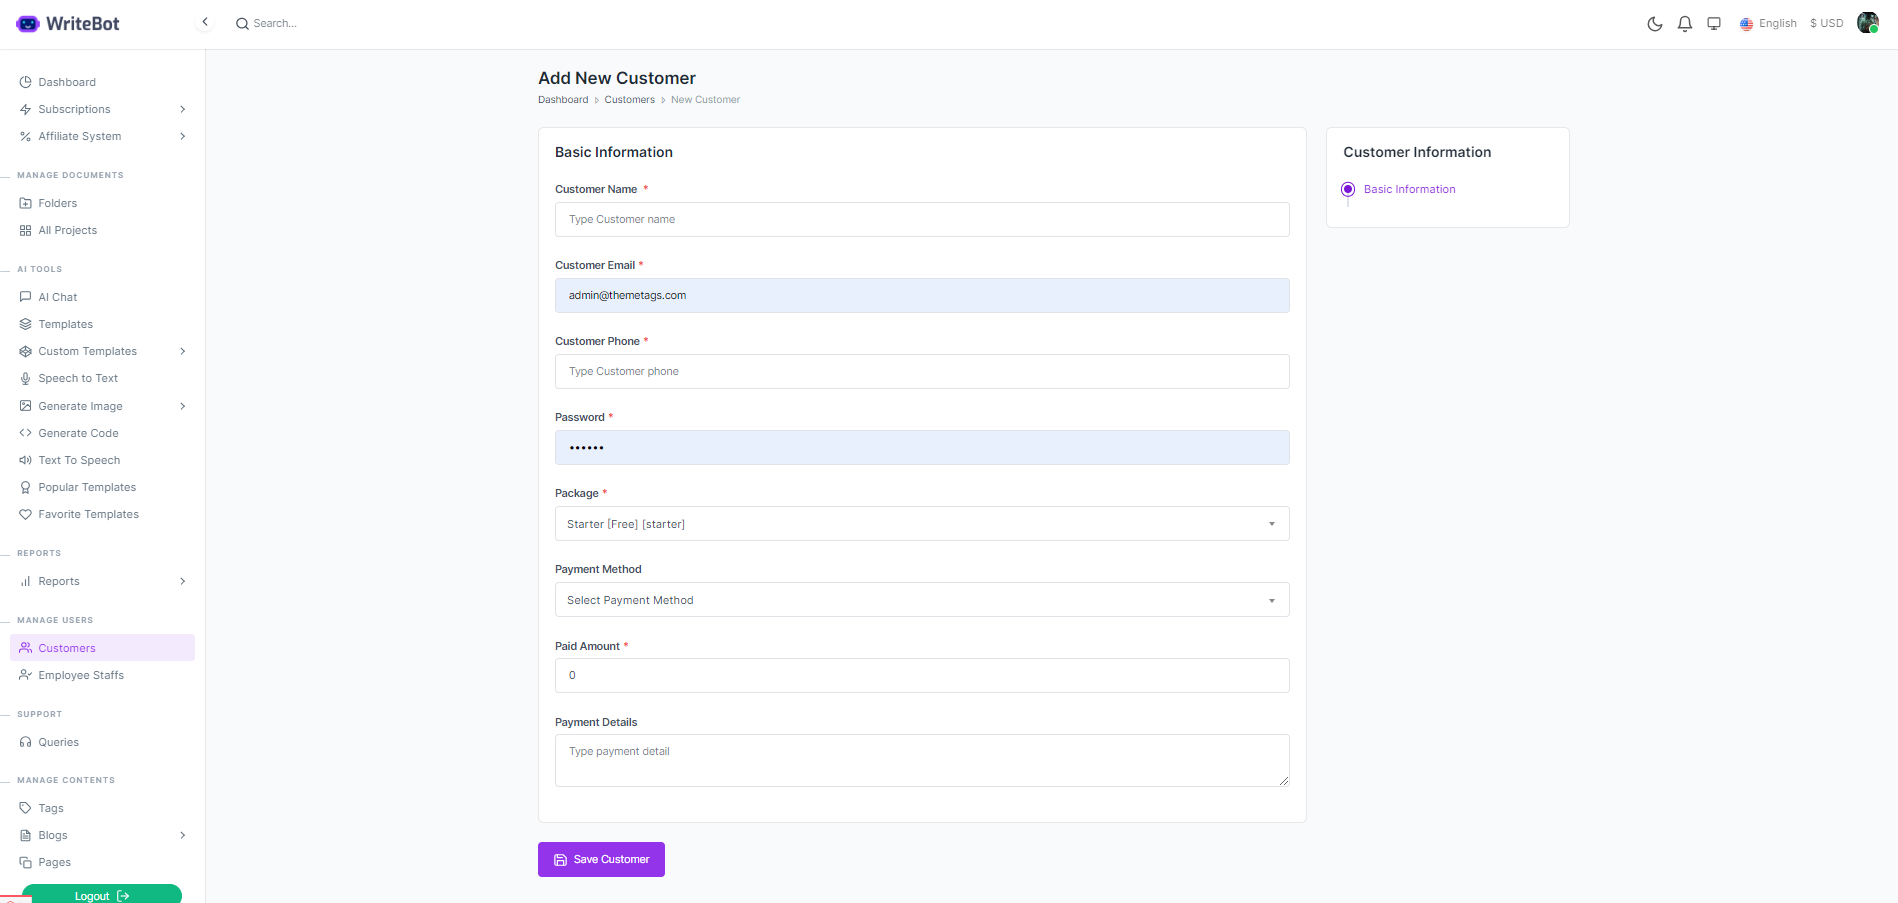 WriteBot
Search...
English
$ USD
Dashboard
Subscriptions
Affiliate System
MANAGE DOCUMENTS
Folders
All Projects
AI TOOLS
AI Chat
Templates
Custom Templates
Speech to Text
Generate Image
Generate Code
Text To Speech
Popular Templates
Favorite Templates
REPORTS
Reports
MANAGE USERS
Customers
Employee Staffs
SUPPORT
Queries
MANAGE CONTENTS
Tags
Blogs
Pages
Logout
Add New Customer
Dashboard Customers New Customer
Basic Information
Customer Name *
Type Customer name
Customer Email *
admin@themetags.com
Customer Phone *
Type Customer phone
Password *
••••••
Package *
Starter [Free] [starter]
Payment Method
Select Payment Method
Paid Amount *
0
Payment Details
Type payment detail
Save Customer
Customer Information
Basic Information